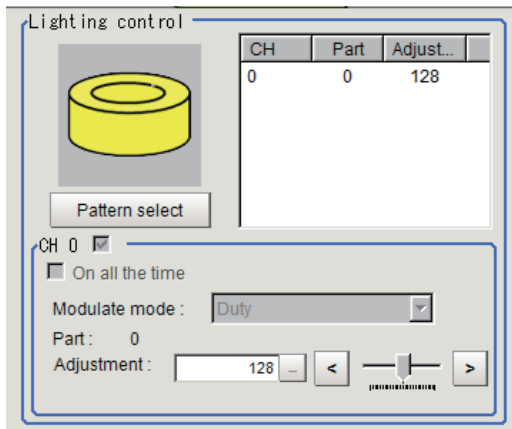 Lighting control
CH Part Adjust...
0 0 128
Pattern select
CH 0
On all the time
Modulate mode : Duty
Part : 0
Adjustment : 128 ... < >